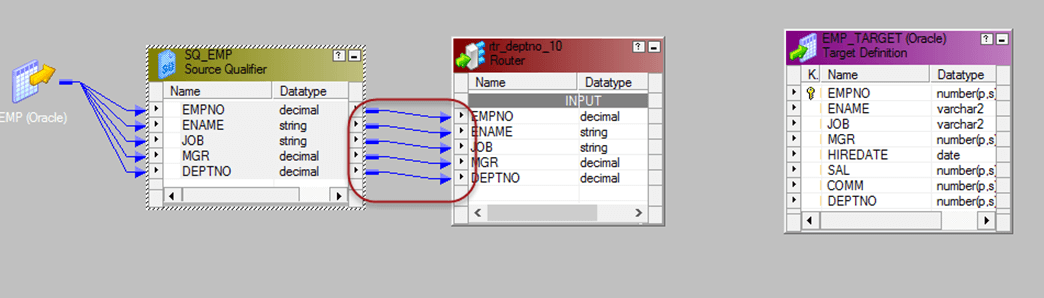 EMP (Oracle)
SQ_EMP
Source Qualifier
Name Datatype
EMPNO decimal
ENAME string
JOB string
MGR decimal
DEPTNO decimal
rtr_deptno_10
Router
Name Datatype
INPUT
EMPNO decimal
ENAME string
JOB string
MGR decimal
DEPTNO decimal
EMP_TARGET (Oracle)
Target Definition
K. Name Datatype
EMPNO number(p,s)
ENAME varchar2
JOB varchar2
MGR number(p,s)
HIREDATE date
SAL number(p,s)
COMM number(p,s)
DEPTNO number(p,s)